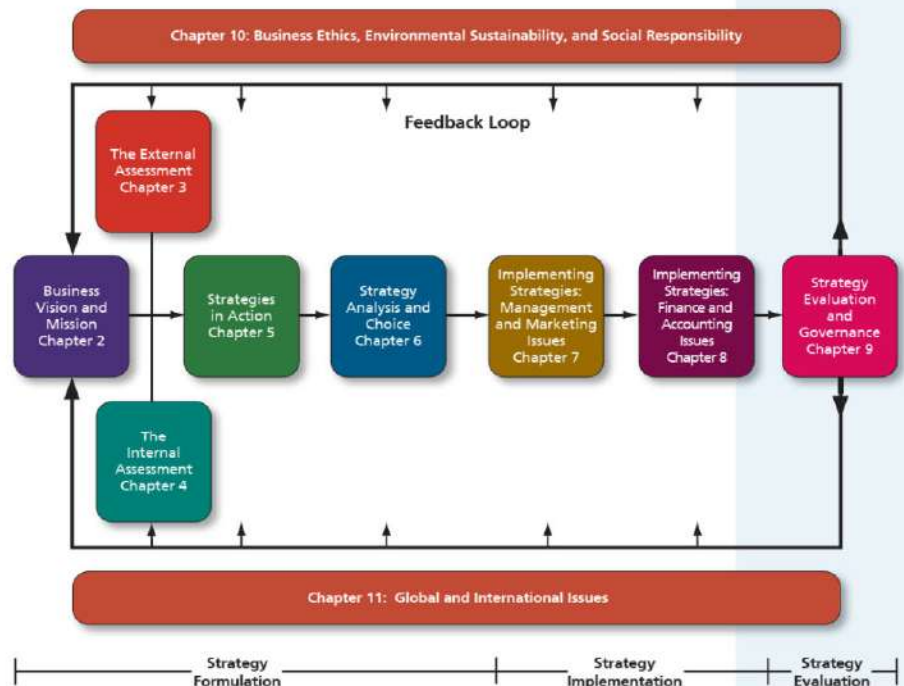 Chapter 10: Business Ethics, Environmental Sustainability, and Social Responsibility
Feedback Loop
The External
Assessment
Chapter 3
Business
Vision and
Mission
Chapter 2
Strategies
in Action
Chapter 5
Strategy
Analysis and
Choice
Chapter 6
Implementing
Strategies:
Management
and Marketing
Issues
Chapter 7
Implementing
Strategies:
Finance and
Accounting
Issues
Chapter 8
Strategy
Evaluation
and
Governance
Chapter 9
The
Internal
Assessment
Chapter 4
Chapter 11: Global and International Issues
Strategy
Formulation
Strategy
Implementation
Strategy
Evaluation